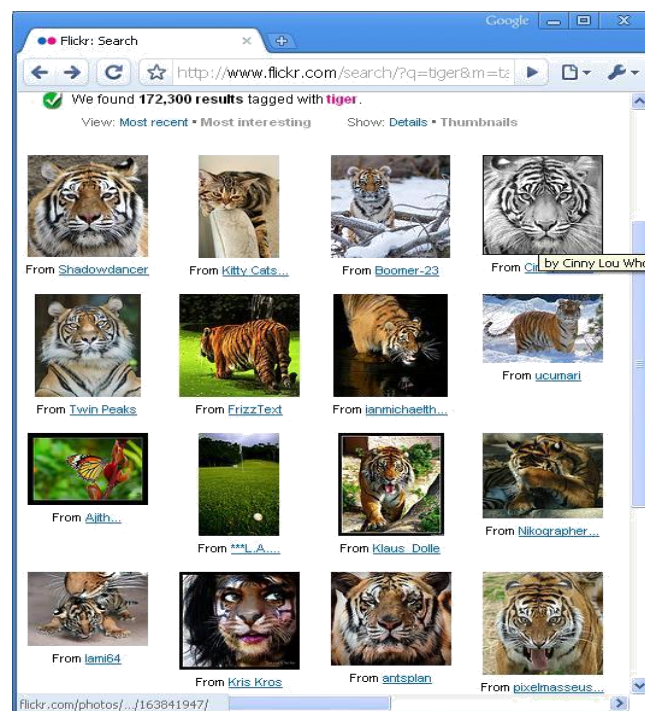 Google
Flickr: Search
http://www.flickr.com/search/?q=tiger&m=ta
We found 172,300 results tagged with tiger.
View: Most recent • Most interesting Show: Details • Thumbnails
From Shadowdancer From Kitty Cats... From Boomer-23 From Cin
by Cinny Lou Who
From Twin Peaks From FrizzText From ianmichaelth... From ucumari
From Ajith... From ***L.A.... From Klaus Dolle From Nikographer...
From lami64 From Kris Kros From antsplan From pixelmasseus...
flickr.com/photos/.../163841947/